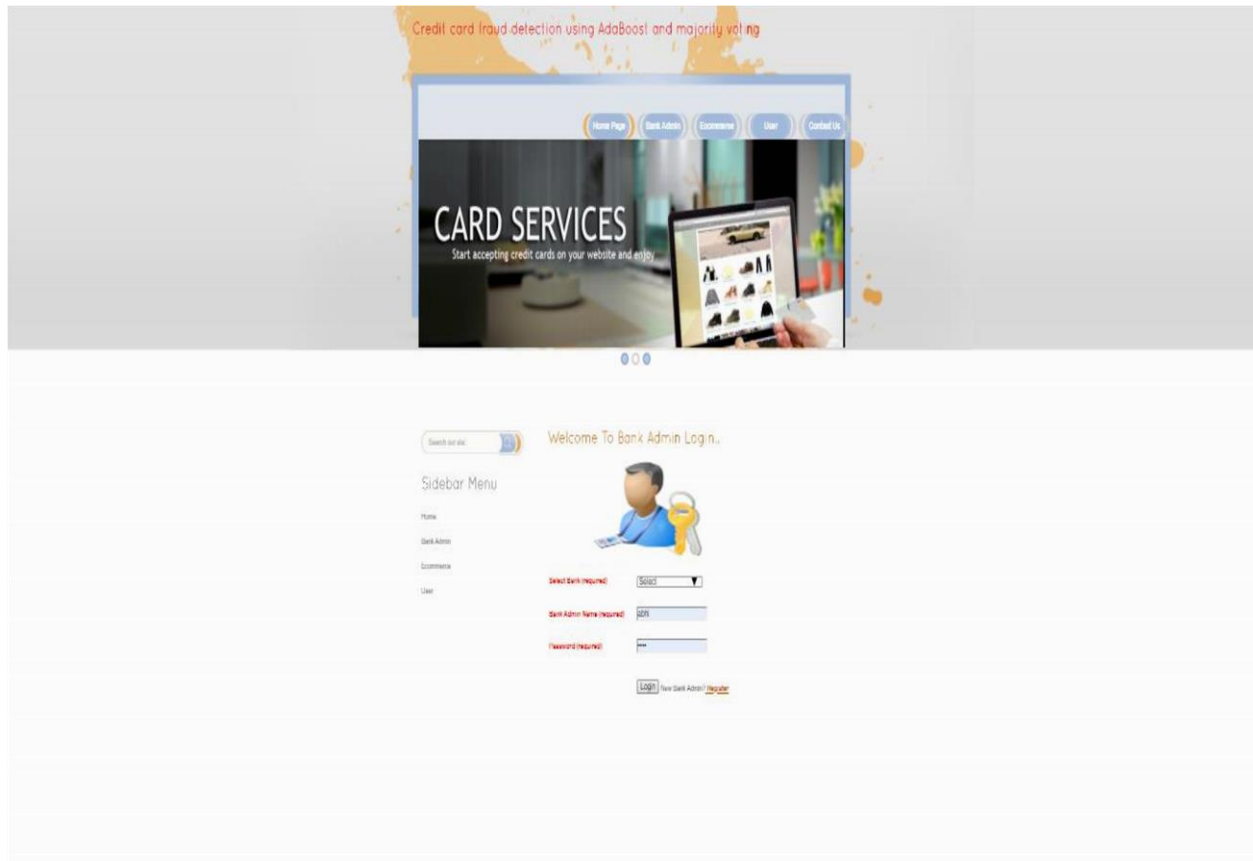 Credit card fraud detection using AdaBoost and majority voting
Home Page Bank Admin Ecommerce User Contact Us
CARD SERVICES
Start accepting credit cards on your website and enjoy
Search our site
Welcome To Bank Admin Login..
Sidebar Menu
Home
Bank Admin
Ecommerce
User
Select Bank (required) Select
Bank Admin Name (required) abhi
Password (required) ••••
Login New Bank Admin? Register